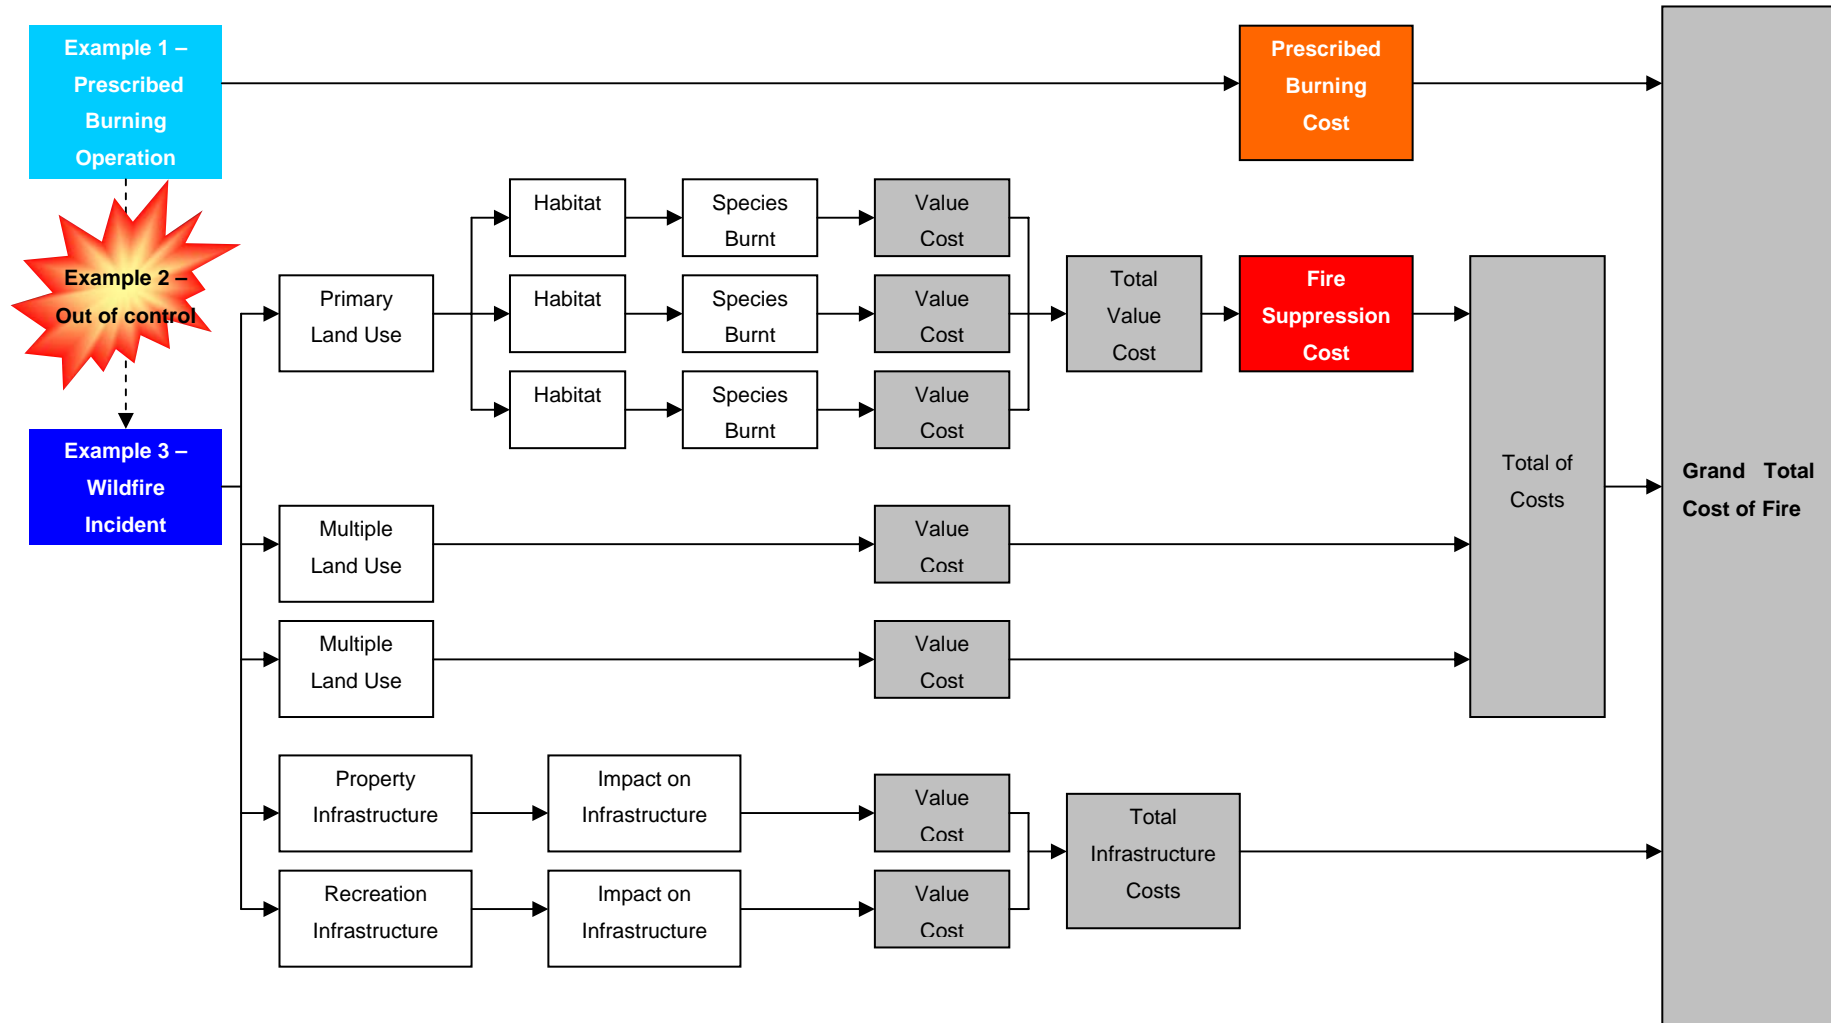 Example 1 –
Prescribed
Burning
Operation
Prescribed
Burning
Cost
Example 2 –
Out of control
Example 3 –
Wildfire
Incident
Primary
Land Use
Habitat
Species
Burnt
Value
Cost
Habitat
Species
Burnt
Value
Cost
Habitat
Species
Burnt
Value
Cost
Total
Value
Cost
Fire
Suppression
Cost
Multiple
Land Use
Value
Cost
Multiple
Land Use
Value
Cost
Total of
Costs
Property
Infrastructure
Impact on
Infrastructure
Value
Cost
Recreation
Infrastructure
Impact on
Infrastructure
Value
Cost
Total
Infrastructure
Costs
Grand Total
Cost of Fire